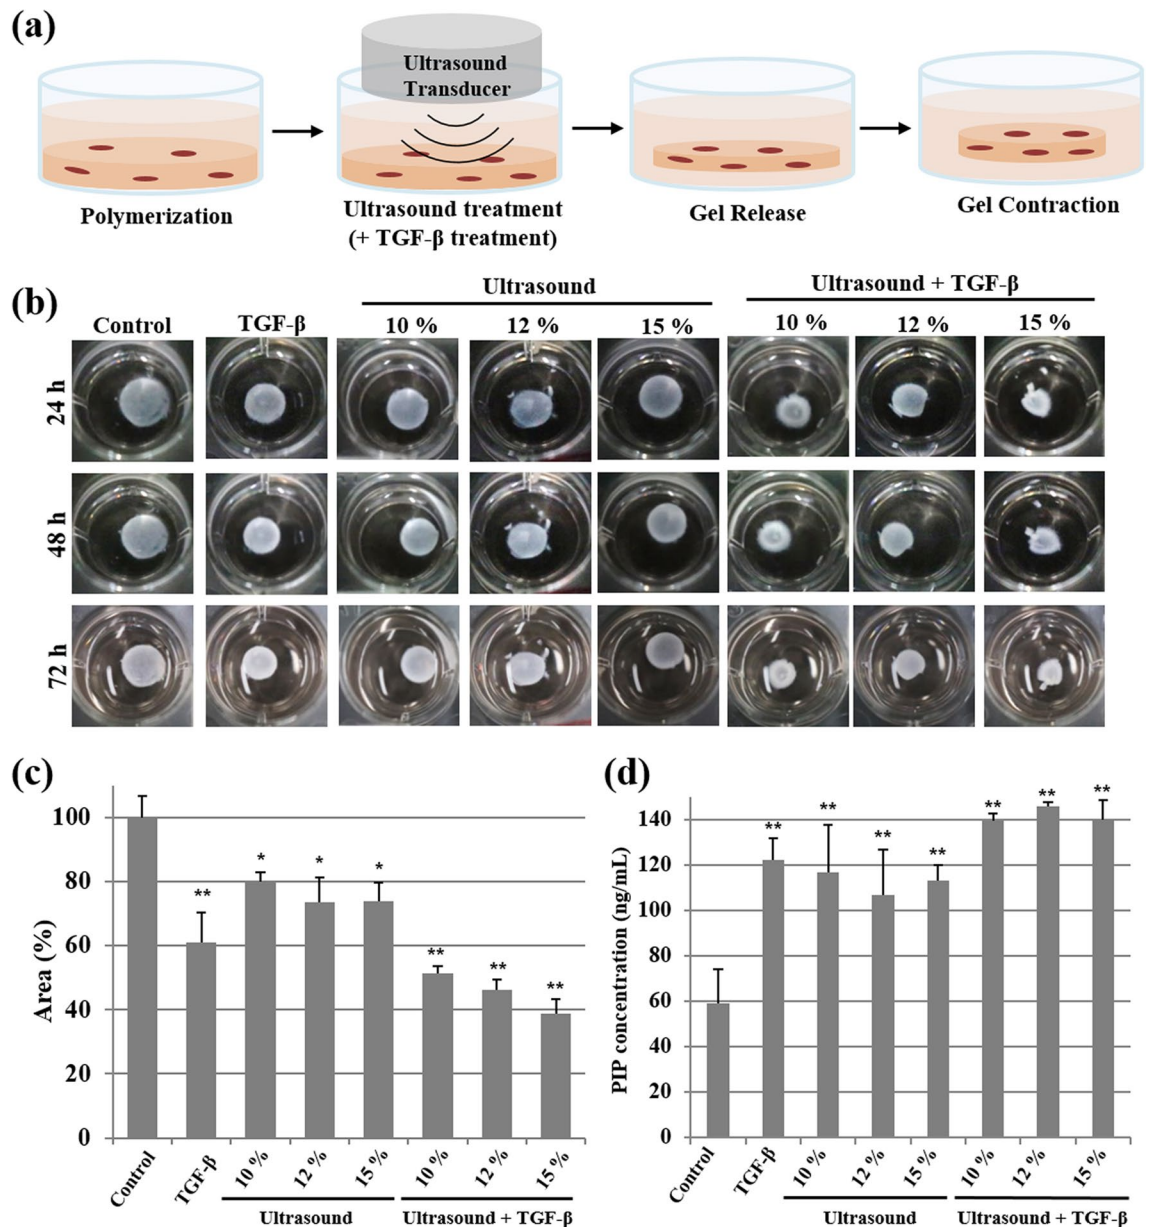 (a)
Ultrasound
Transducer
Polymerization
Ultrasound treatment
(+ TGF-β treatment)
Gel Release
Gel Contraction
(b)
Ultrasound
Ultrasound + TGF-β
Control
TGF-β
10 %
12 %
15 %
10 %
12 %
15 %
24 h
48 h
72 h
(c)
Area (%)
100
80
60
40
20
0
*
*
*
**
**
**
**
Control
TGF-β
10 %
12 %
15 %
10 %
12 %
15 %
Ultrasound
Ultrasound + TGF-β
(d)
PIP concentration (ng/mL)
140
120
100
80
60
40
20
0
**
**
**
**
**
**
**
Control
TGF-β
10 %
12 %
15 %
10 %
12 %
15 %
Ultrasound
Ultrasound + TGF-β